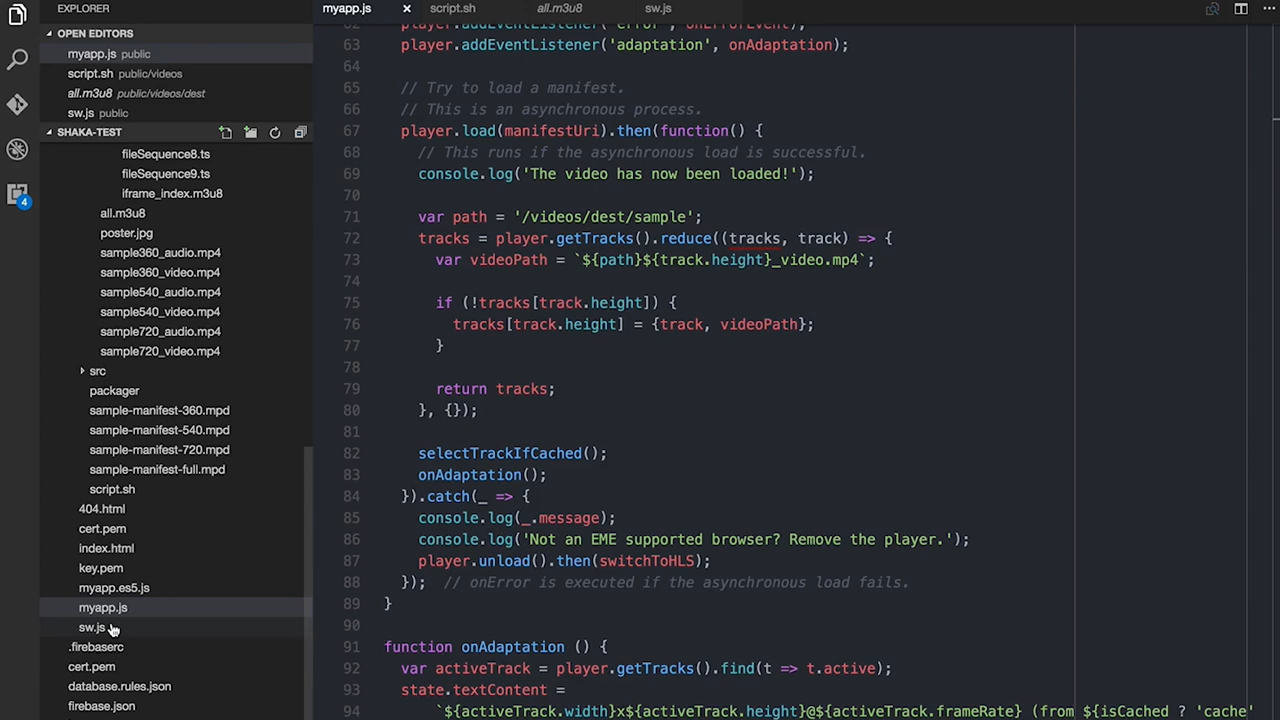 EXPLORER
OPEN EDITORS
myapp.js public
script.sh public/videos
all.m3u8 public/videos/dest
sw.js public
SHAKA-TEST
fileSequence8.ts
fileSequence9.ts
iframe_index.m3u8
all.m3u8
poster.jpg
sample360_audio.mp4
sample360_video.mp4
sample540_audio.mp4
sample540_video.mp4
sample720_audio.mp4
sample720_video.mp4
src
packager
sample-manifest-360.mpd
sample-manifest-540.mpd
sample-manifest-720.mpd
sample-manifest-full.mpd
script.sh
404.html
cert.pem
index.html
key.pem
myapp.es5.js
myapp.js
sw.js
.firebaserc
cert.pem
database.rules.json
firebase.json
4
myapp.js × script.sh all.m3u8 sw.js
62 player.addEventListener('error', onErrorEvent);
63 player.addEventListener('adaptation', onAdaptation);
64
65 // Try to load a manifest.
66 // This is an asynchronous process.
67 player.load(manifestUri).then(function() {
68 // This runs if the asynchronous load is successful.
69 console.log('The video has now been loaded!');
70
71 var path = '/videos/dest/sample';
72 tracks = player.getTracks().reduce((tracks, track) => {
73 var videoPath = `${path}${track.height}_video.mp4`;
74
75 if (!tracks[track.height]) {
76 tracks[track.height] = {track, videoPath};
77 }
78
79 return tracks;
80 }, {});
81
82 selectTrackIfCached();
83 onAdaptation();
84 }).catch(_ => {
85 console.log(_.message);
86 console.log('Not an EME supported browser? Remove the player.');
87 player.unload().then(switchToHLS);
88 }); // onError is executed if the asynchronous load fails.
89 }
90
91 function onAdaptation () {
92 var activeTrack = player.getTracks().find(t => t.active);
93 state.textContent =
94 `${activeTrack.width}x${activeTrack.height}@${activeTrack.frameRate} (from ${isCached ? 'cache'